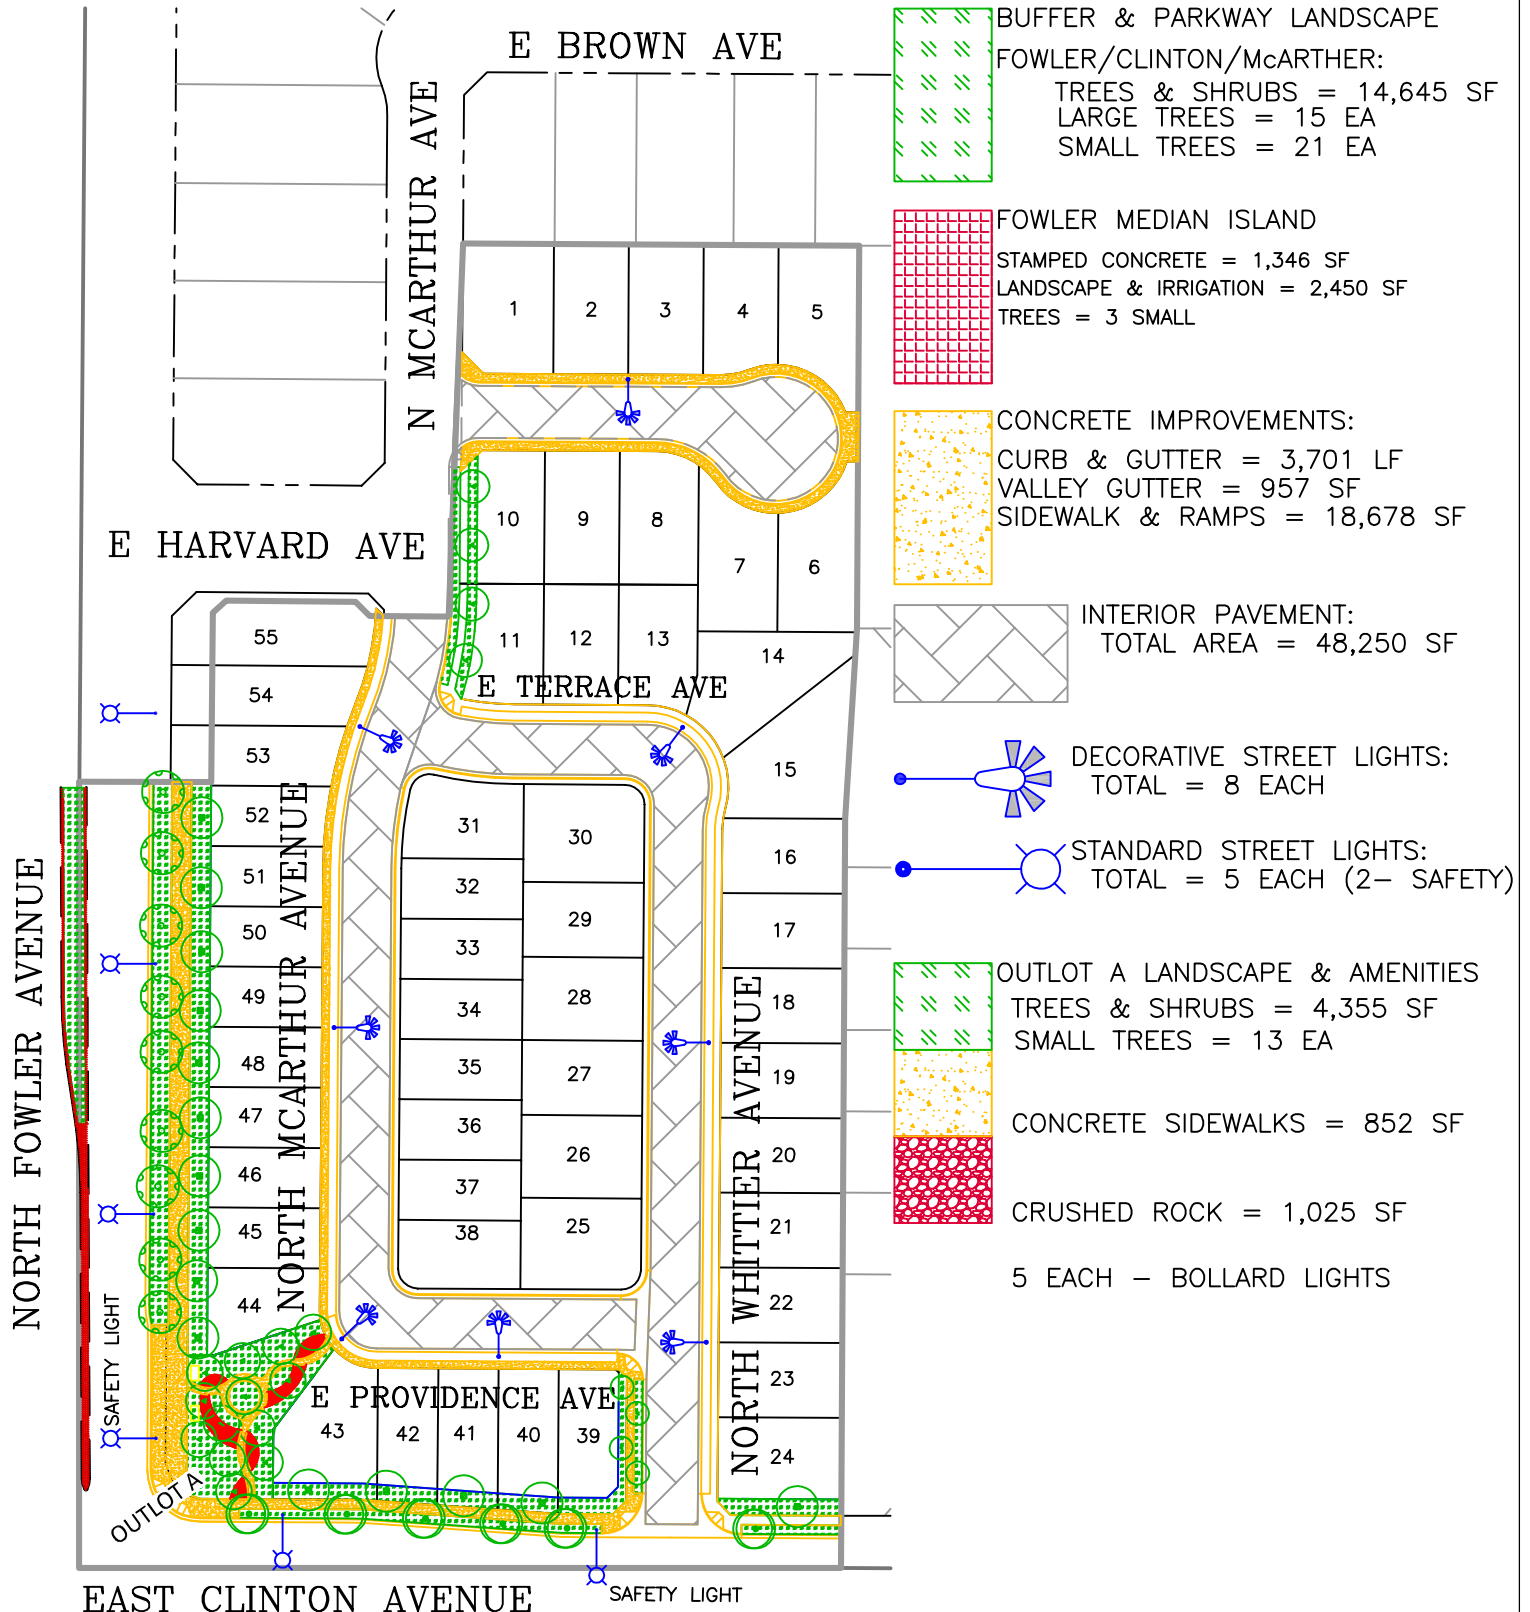 E BROWN AVE
N MCARTHUR AVE
E HARVARD AVE
E TERRACE AVE
NORTH MCARTHUR AVENUE
NORTH FOWLER AVENUE
NORTH WHITTIER AVENUE
E PROVIDENCE AVE
EAST CLINTON AVENUE
SAFETY LIGHT
SAFETY LIGHT
OUTLOT A
1
2
3
4
5
10
9
8
7
6
11
12
13
14
55
54
53
52
51
50
49
48
47
46
45
44
31
32
33
34
35
36
37
38
30
29
28
27
26
25
15
16
17
18
19
20
21
22
23
24
43
42
41
40
39
BUFFER & PARKWAY LANDSCAPE
FOWLER/CLINTON/McARTHER:
TREES & SHRUBS = 14,645 SF
LARGE TREES = 15 EA
SMALL TREES = 21 EA
FOWLER MEDIAN ISLAND
STAMPED CONCRETE = 1,346 SF
LANDSCAPE & IRRIGATION = 2,450 SF
TREES = 3 SMALL
CONCRETE IMPROVEMENTS:
CURB & GUTTER = 3,701 LF
VALLEY GUTTER = 957 SF
SIDEWALK & RAMPS = 18,678 SF
INTERIOR PAVEMENT:
TOTAL AREA = 48,250 SF
DECORATIVE STREET LIGHTS:
TOTAL = 8 EACH
STANDARD STREET LIGHTS:
TOTAL = 5 EACH (2- SAFETY)
OUTLOT A LANDSCAPE & AMENITIES
TREES & SHRUBS = 4,355 SF
SMALL TREES = 13 EA
CONCRETE SIDEWALKS = 852 SF
CRUSHED ROCK = 1,025 SF
5 EACH - BOLLARD LIGHTS